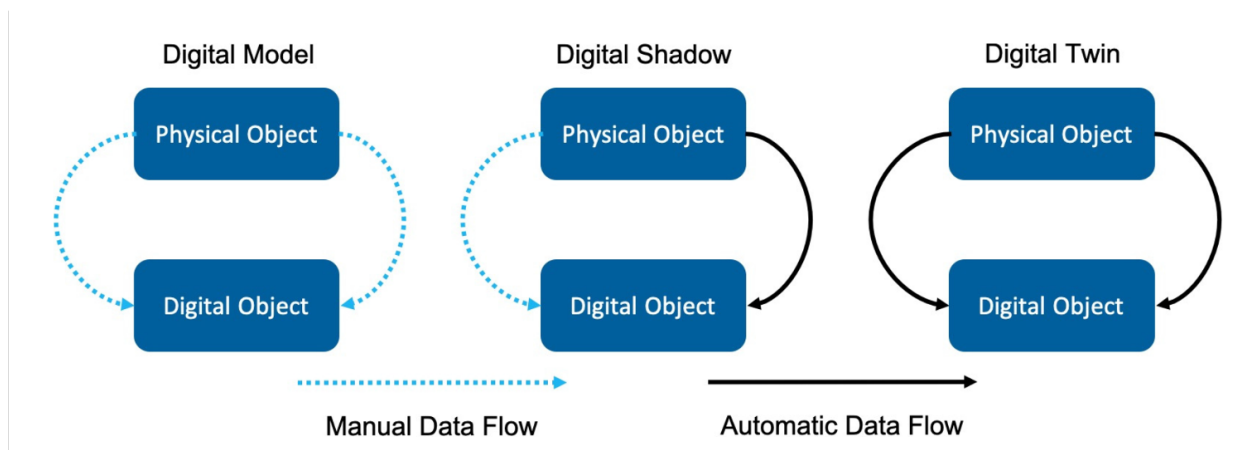 Digital Model
Digital Shadow
Digital Twin
Physical Object
Physical Object
Physical Object
Digital Object
Digital Object
Digital Object
Manual Data Flow
Automatic Data Flow